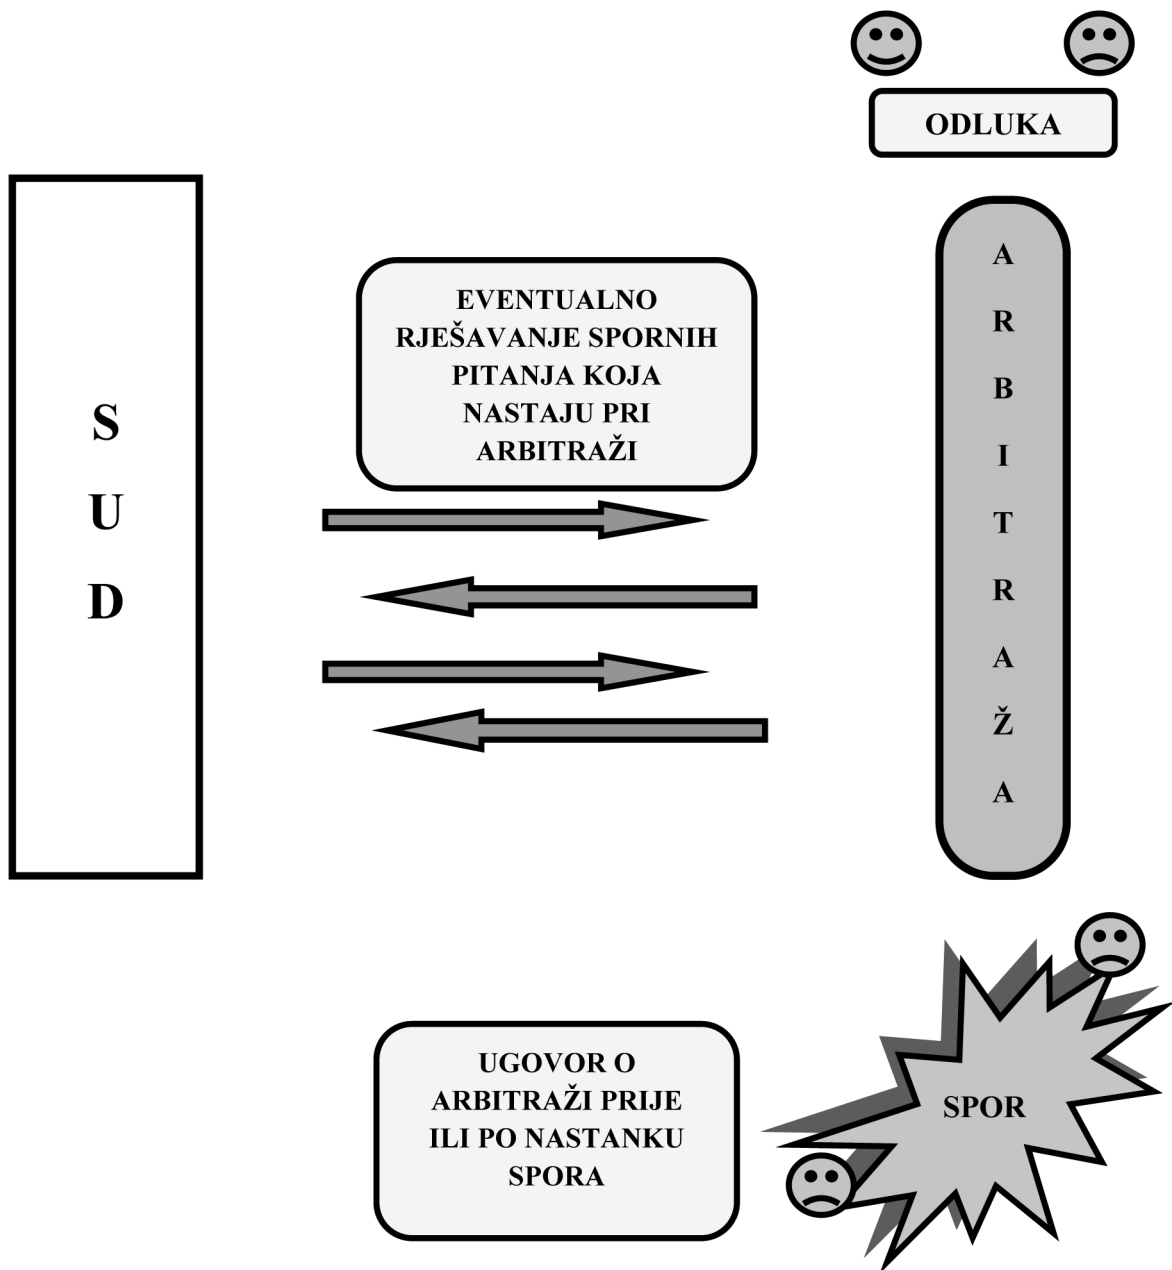 ODLUKA
EVENTUALNO
RJEŠAVANJE SPORNIH
PITANJA KOJA
NASTAJU PRI
ARBITRAŽI
S
U
D
A
R
B
I
T
R
A
Ž
A
UGOVOR O
ARBITRAŽI PRIJE
ILI PO NASTANKU
SPORA
SPOR